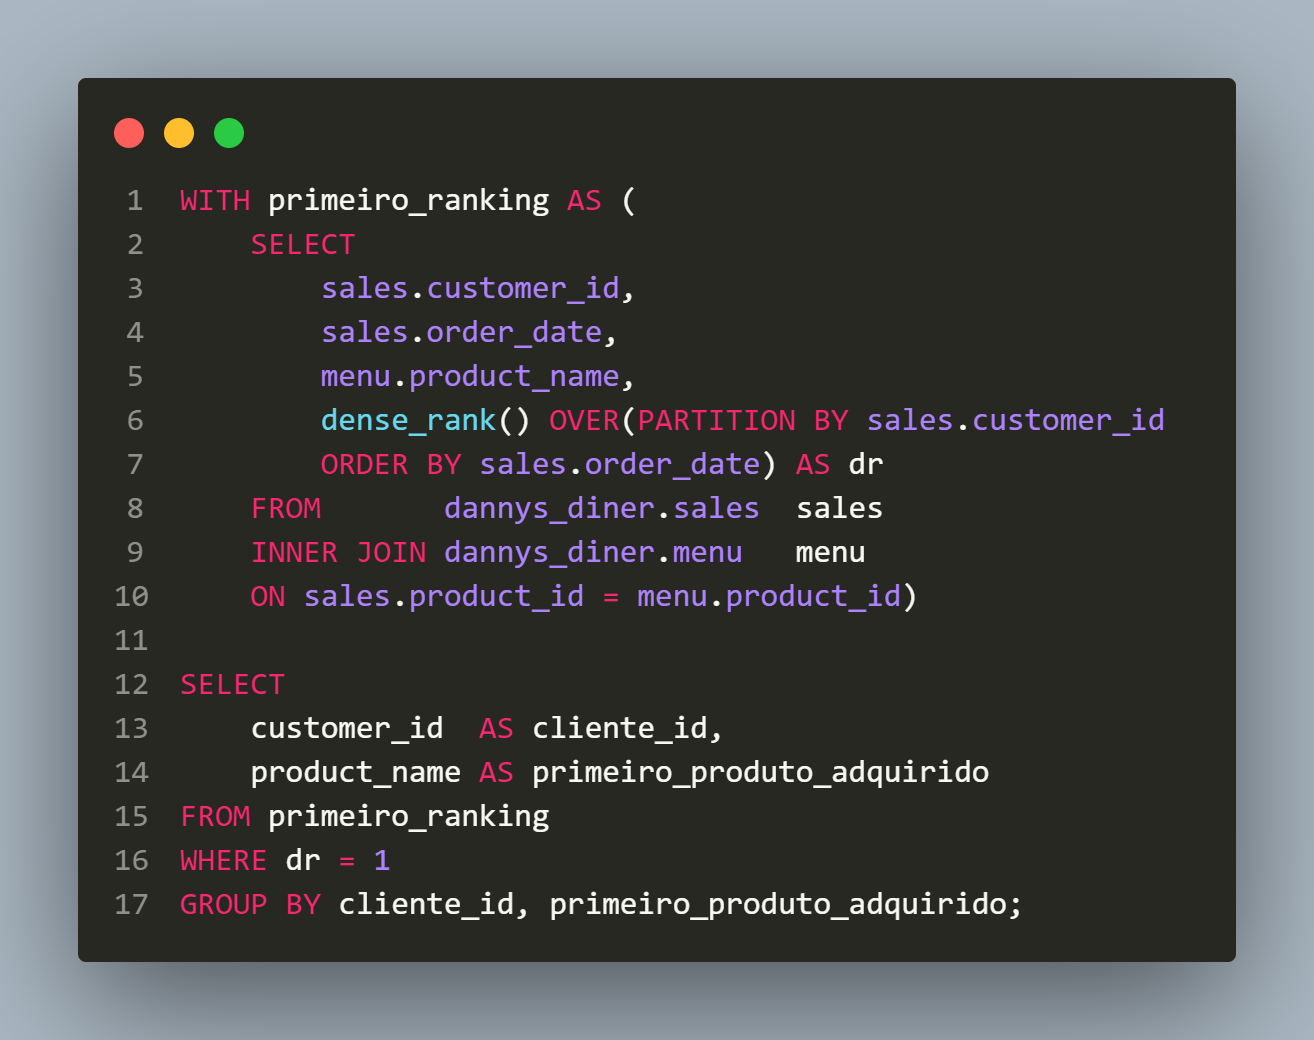 1 WITH primeiro_ranking AS (
2     SELECT
3         sales.customer_id,
4         sales.order_date,
5         menu.product_name,
6         dense_rank() OVER(PARTITION BY sales.customer_id
7         ORDER BY sales.order_date) AS dr
8     FROM       dannys_diner.sales  sales
9     INNER JOIN dannys_diner.menu   menu
10     ON sales.product_id = menu.product_id)
11
12 SELECT
13     customer_id  AS cliente_id,
14     product_name AS primeiro_produto_adquirido
15 FROM primeiro_ranking
16 WHERE dr = 1
17 GROUP BY cliente_id, primeiro_produto_adquirido;